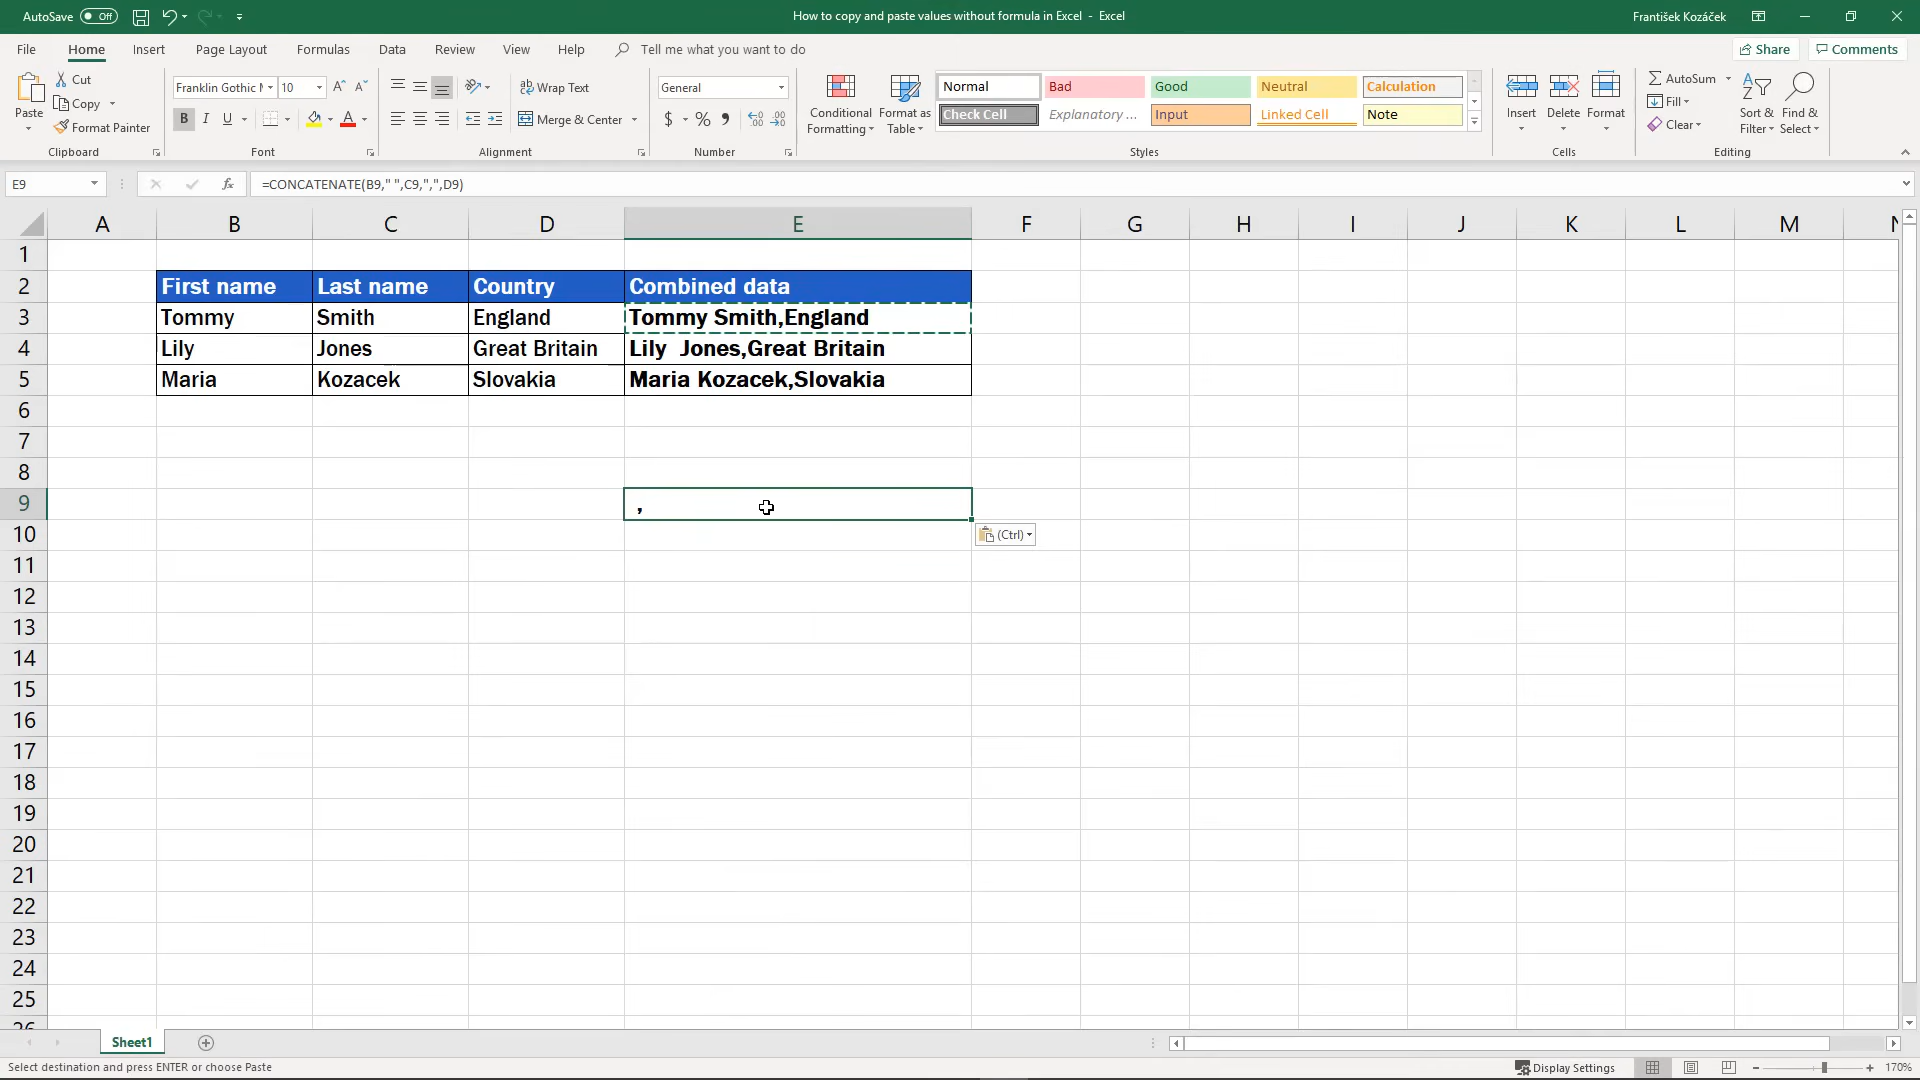 AutoSave Off How to copy and paste values without formula in Excel - Excel František Kozáček
File Home Insert Page Layout Formulas Data Review View Help Tell me what you want to do Share Comments
Paste
Cut
Copy
Format Painter
Clipboard
Franklin Gothic M 10
B I U A
Font
Wrap Text
Merge & Center
Alignment
General
$ % ,
Number
Conditional Formatting
Format as Table
Normal Bad Good Neutral Calculation
Check Cell Explanatory ... Input Linked Cell Note
Styles
Insert Delete Format
Cells
AutoSum
Fill
Clear
Sort & Filter
Find & Select
Editing
E9 fx =CONCATENATE(B9," ",C9,",",D9)
A B C D E F G H I J K L M N
1
2 First name Last name Country Combined data
3 Tommy Smith England Tommy Smith,England
4 Lily Jones Great Britain Lily  Jones,Great Britain
5 Maria Kozacek Slovakia Maria Kozacek,Slovakia
6
7
8
9 ,
10 (Ctrl)
11
12
13
14
15
16
17
18
19
20
21
22
23
24
25
26
Sheet1
Select destination and press ENTER or choose Paste Display Settings 170%